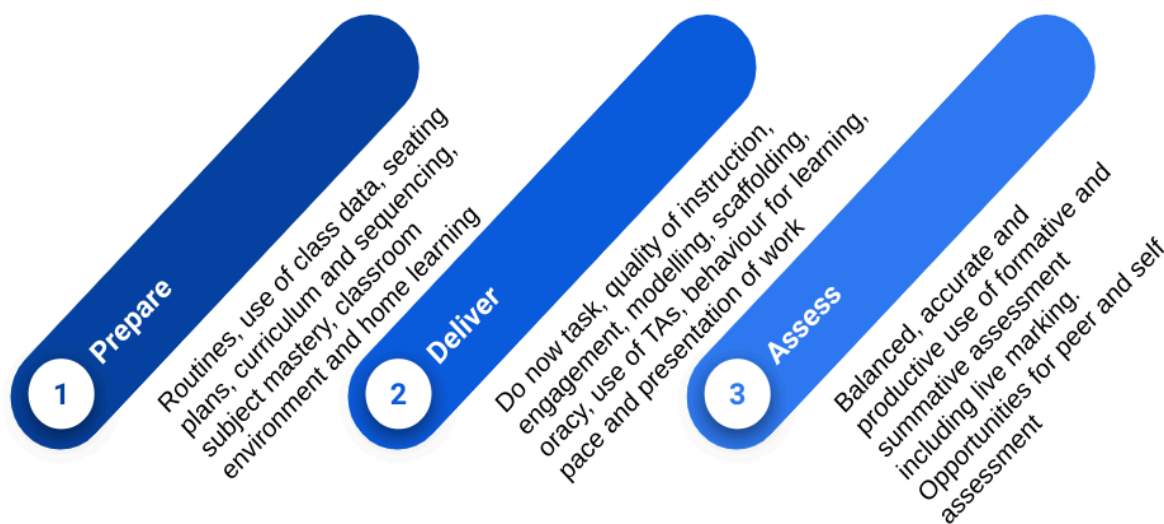 1
Prepare
Routines, use of class data, seating
plans, curriculum and sequencing,
subject mastery, classroom
environment and home learning
2
Deliver
Do now task, quality of instruction,
engagement, modelling, scaffolding,
oracy, use of TAs, behaviour for learning,
pace and presentation of work
3
Assess
Balanced, accurate and
productive use of formative and
summative assessment
including live marking.
Opportunities for peer and self
assessment